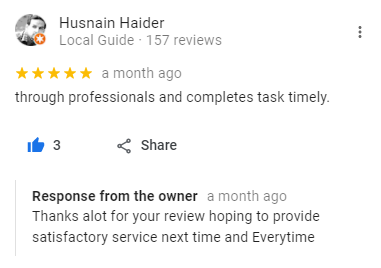 Husnain Haider
Local Guide · 157 reviews
a month ago
through professionals and completes task timely.
3
Share
Response from the owner a month ago
Thanks alot for your review hoping to provide
satisfactory service next time and Everytime